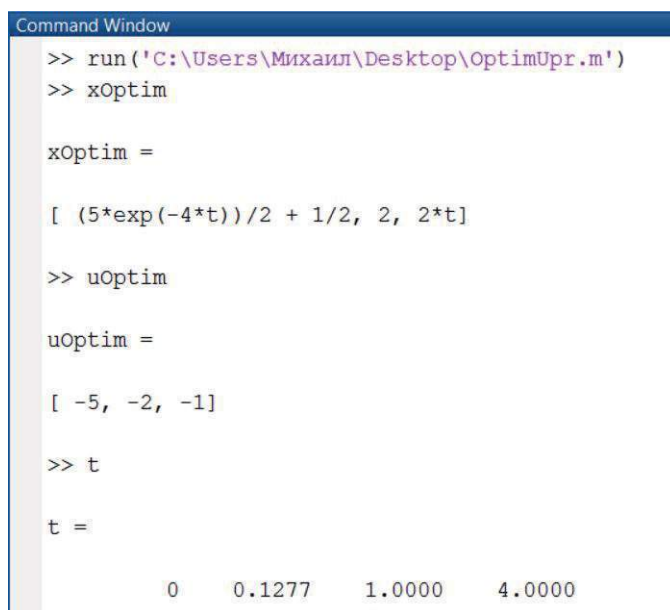 Command Window
>> run('C:\Users\Михаил\Desktop\OptimUpr.m')
>> xOptim
xOptim =
[ (5*exp(-4*t))/2 + 1/2, 2, 2*t]
>> uOptim
uOptim =
[ -5, -2, -1]
>> t
t =
0 0.1277 1.0000 4.0000